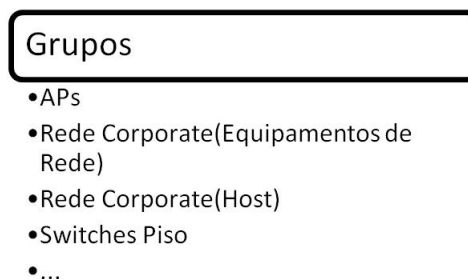 Grupos
•APs
•Rede Corporate(Equipamentos de
Rede)
•Rede Corporate(Host)
•Switches Piso
•...